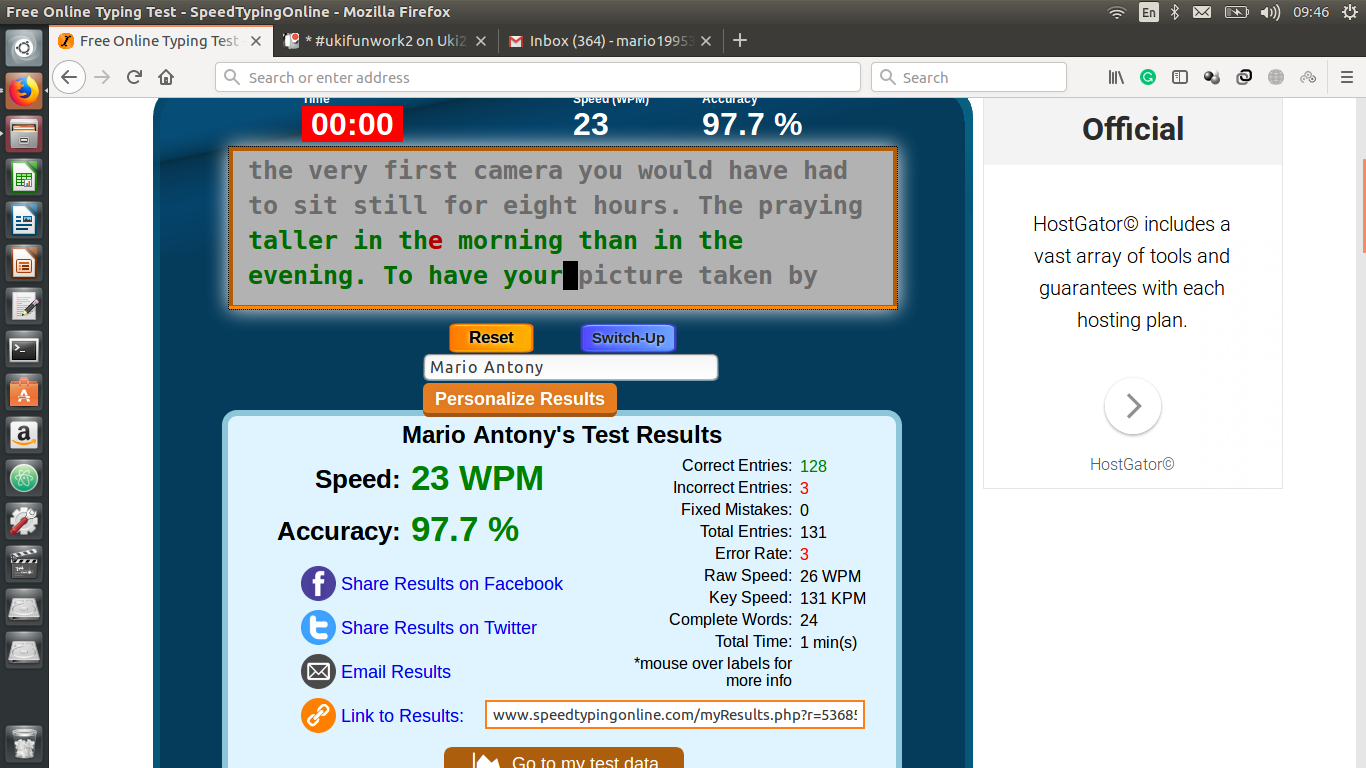 Free Online Typing Test - SpeedTypingOnline - Mozilla Firefox
En
09:46
Free Online Typing Test
* #ukifunwork2 on Uki2
Inbox (364) - mario1995
Search or enter address
Search
Time
Speed (WPM)
Accuracy
00:00
23
97.7 %
the very first camera you would have had
to sit still for eight hours. The praying
taller in the morning than in the
evening. To have your picture taken by
Reset
Switch-Up
Mario Antony
Personalize Results
Mario Antony's Test Results
Speed: 23 WPM
Accuracy: 97.7 %
Share Results on Facebook
Share Results on Twitter
Email Results
Link to Results: www.speedtypingonline.com/myResults.php?r=5368
Correct Entries: 128
Incorrect Entries: 3
Fixed Mistakes: 0
Total Entries: 131
Error Rate: 3
Raw Speed: 26 WPM
Key Speed: 131 KPM
Complete Words: 24
Total Time: 1 min(s)
*mouse over labels for
more info
Go to my test data
Official
HostGator© includes a
vast array of tools and
guarantees with each
hosting plan.
HostGator©